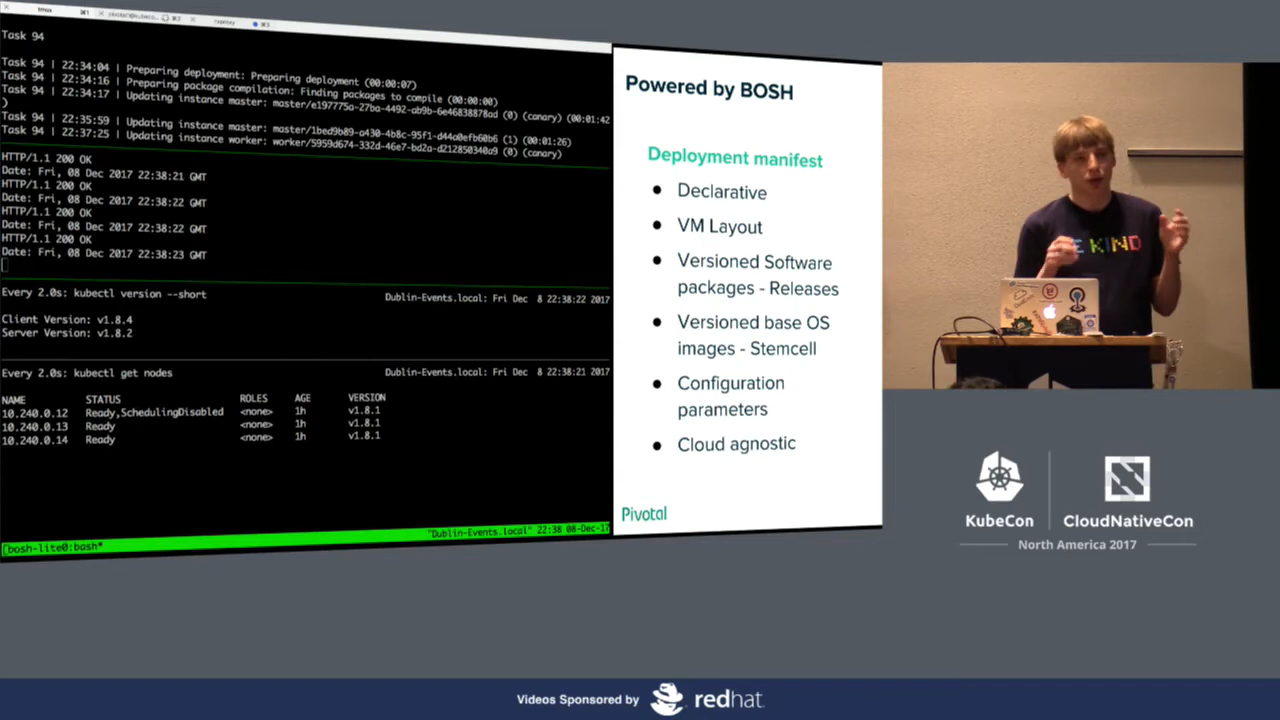 tmux ⌘1
⌘2
⌘3
Task 94
Task 94 | 22:34:04 | Preparing deployment: Preparing deployment (00:00:07)
Task 94 | 22:34:16 | Preparing package compilation: Finding packages to compile (00:00:00)
Task 94 | 22:34:17 | Updating instance master: master/e197775a-27ba-4492-ab9b-6e46838878ad (0) (canary) (00:01:42
)
Task 94 | 22:35:59 | Updating instance master: master/1bed9b89-a430-4b8c-95f1-d44a0efb60b6 (1) (00:01:26)
Task 94 | 22:37:25 | Updating instance worker: worker/5959d674-332d-46e7-bd2a-d212850340a9 (0) (canary)
HTTP/1.1 200 OK
Date: Fri, 08 Dec 2017 22:38:21 GMT
HTTP/1.1 200 OK
Date: Fri, 08 Dec 2017 22:38:22 GMT
HTTP/1.1 200 OK
Date: Fri, 08 Dec 2017 22:38:22 GMT
HTTP/1.1 200 OK
Date: Fri, 08 Dec 2017 22:38:23 GMT
Every 2.0s: kubectl version --short Dublin-Events.local: Fri Dec 8 22:38:22 2017
Client Version: v1.8.4
Server Version: v1.8.2
Every 2.0s: kubectl get nodes Dublin-Events.local: Fri Dec 8 22:38:21 2017
NAME STATUS ROLES AGE VERSION
10.240.0.12 Ready,SchedulingDisabled <none> 1h v1.8.1
10.240.0.13 Ready <none> 1h v1.8.1
10.240.0.14 Ready <none> 1h v1.8.1
[bosh-lite0:bash* "Dublin-Events.local" 22:38 08-Dec-17
Powered by BOSH
Deployment manifest
● Declarative
● VM Layout
● Versioned Software
packages - Releases
● Versioned base OS
images - Stemcell
● Configuration
parameters
● Cloud agnostic
Pivotal
E KIND
KubeCon
CloudNativeCon
North America 2017
Videos Sponsored by redhat.